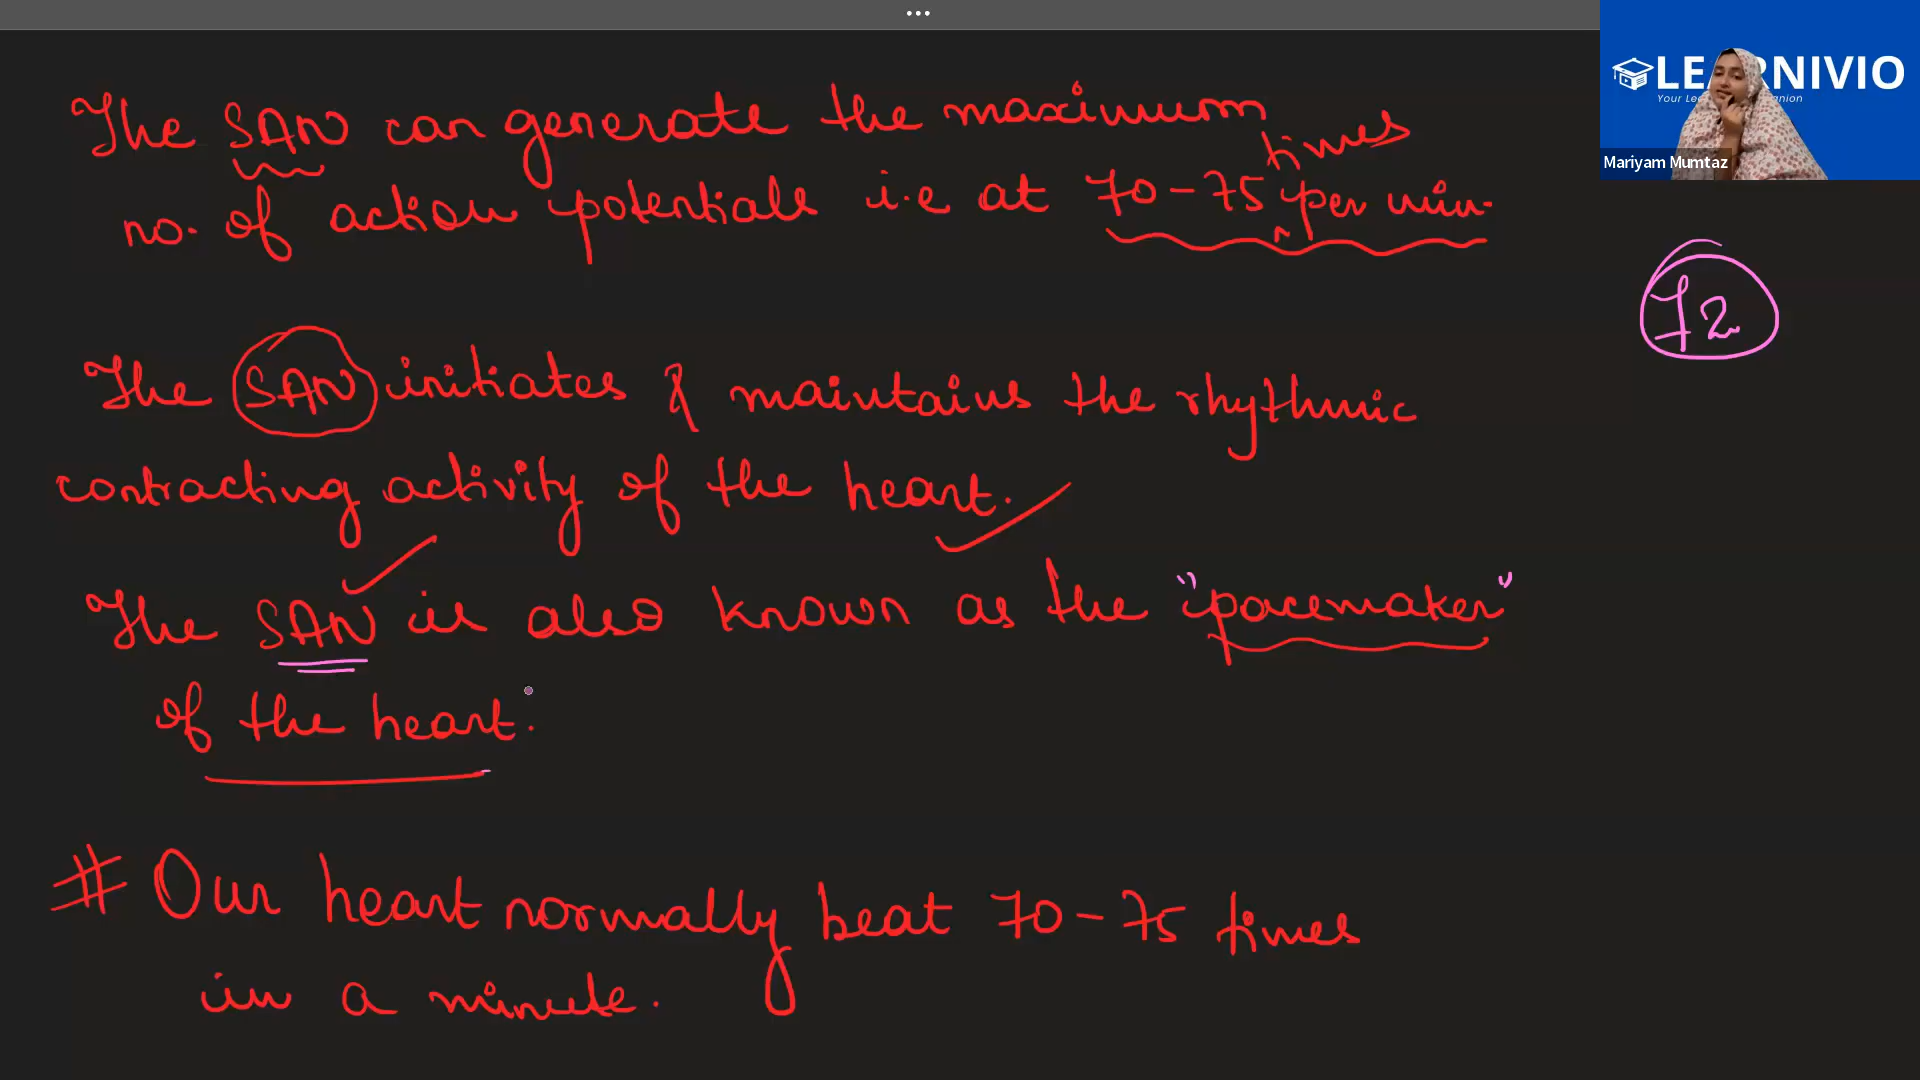 The SAN can generate the maximum
no. of action potentials i.e at 70-75 times per min.
The SAN initiates & maintains the rhythmic
contracting activity of the heart.
The SAN is also known as the "pacemaker"
of the heart.
# Our heart normally beat 70-75 times
in a minute.
72
LEARNIVIO
Mariyam Mumtaz